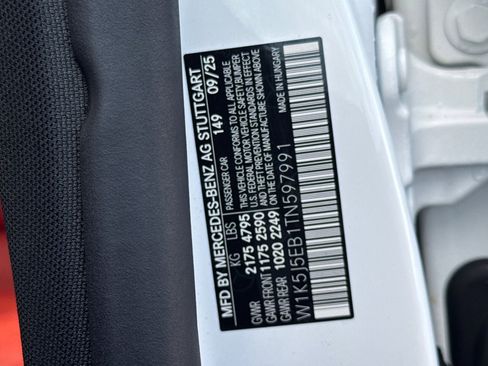 MFD BY MERCEDES-BENZ AG STUTTGART
149 09/25
PASSENGER CAR
THIS VEHICLE CONFORMS TO ALL APPLICABLE
U.S. FEDERAL MOTOR VEHICLE SAFETY, BUMPER
AND THEFT PREVENTION STANDARDS IN EFFECT
ON THE DATE OF MANUFACTURE SHOWN ABOVE
MADE IN HUNGARY
KG LBS
GVWR 2175 4795
GAWR FRONT 1175 2590
GAWR REAR 1020 2249
W1K5J5EB1TN597991